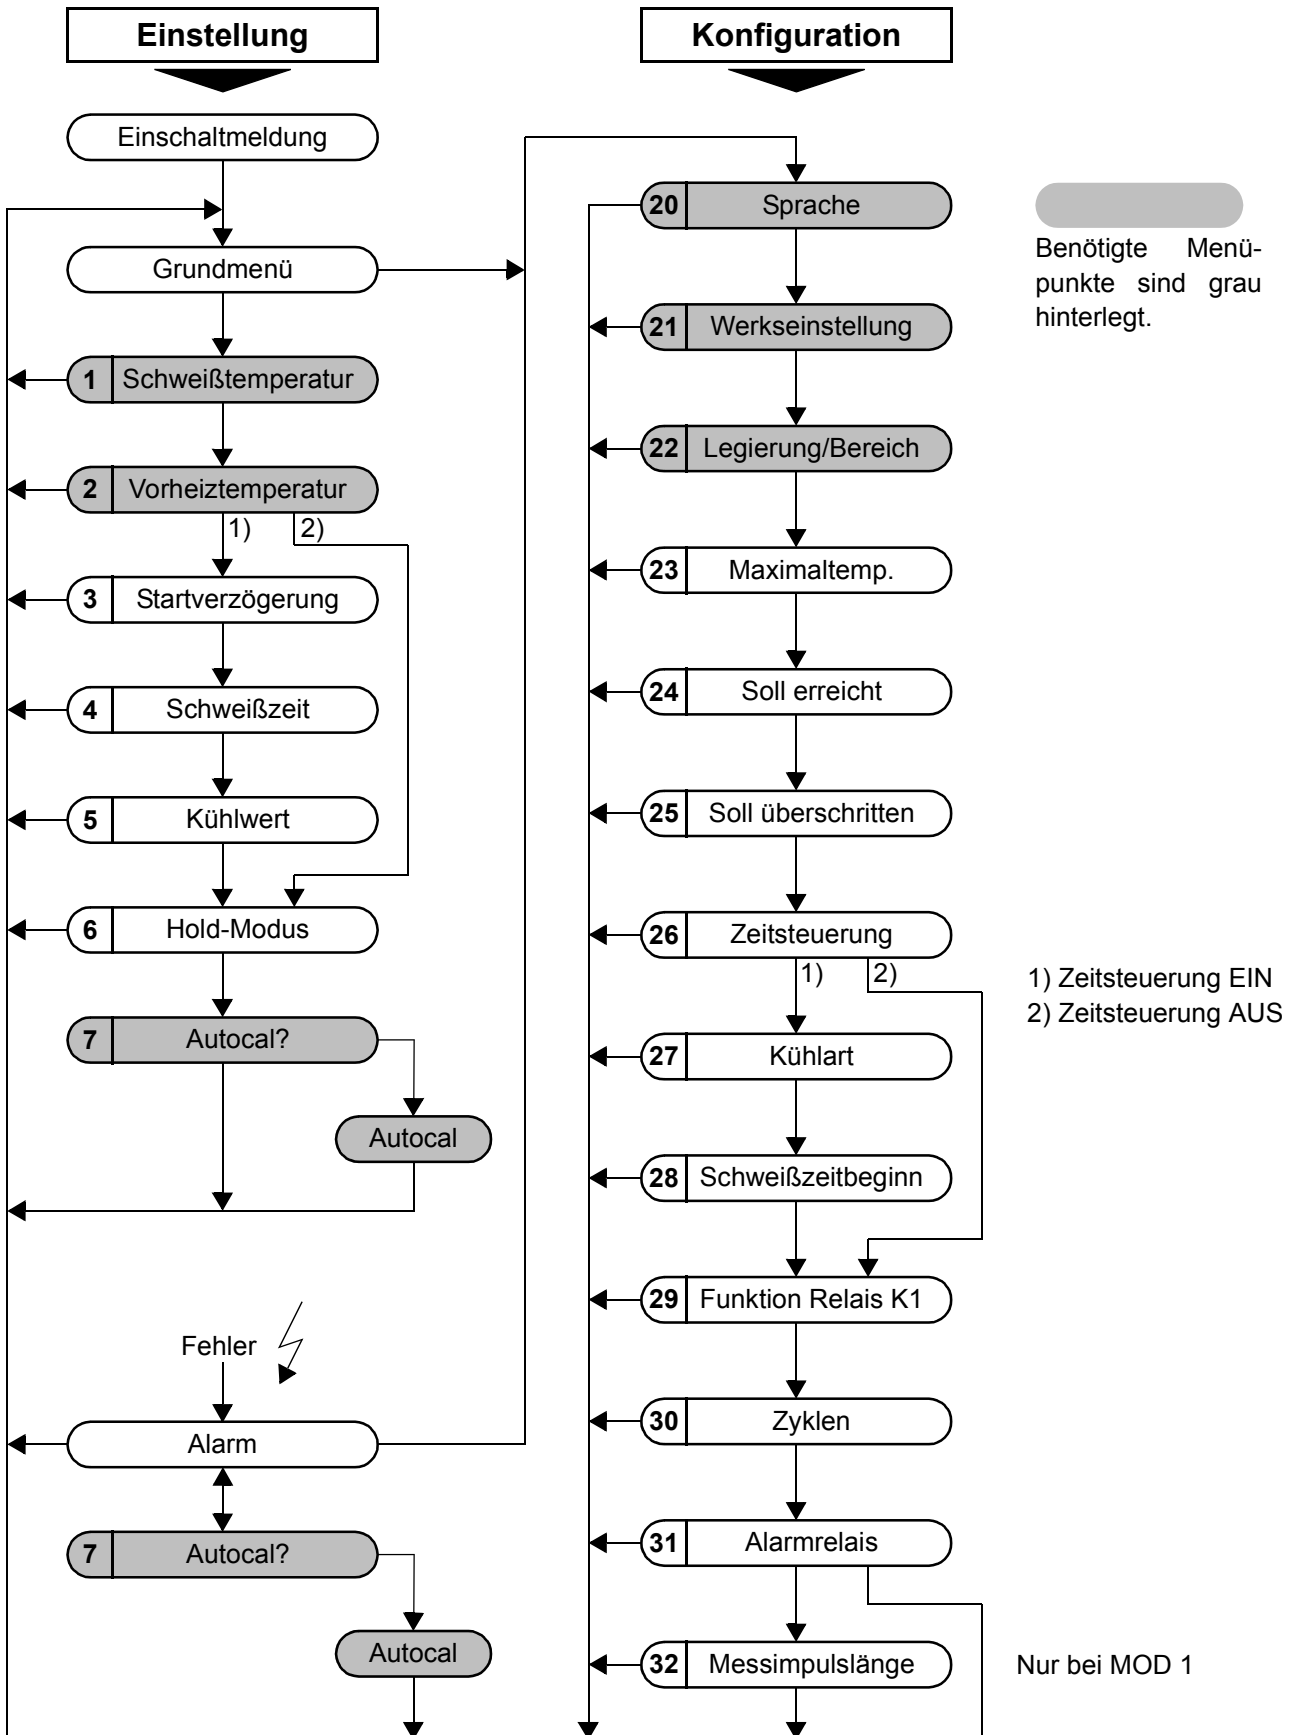 Einstellung
Einschaltmeldung
Grundmenü
1 Schweißtemperatur
2 Vorheiztemperatur
1) 2)
3 Startverzögerung
4 Schweißzeit
5 Kühlwert
6 Hold-Modus
7 Autocal?
Autocal
Fehler
Alarm
7 Autocal?
Autocal
Konfiguration
20 Sprache
21 Werkseinstellung
22 Legierung/Bereich
23 Maximaltemp.
24 Soll erreicht
25 Soll überschritten
26 Zeitsteuerung
1) 2)
27 Kühlart
28 Schweißzeitbeginn
29 Funktion Relais K1
30 Zyklen
31 Alarmrelais
32 Messimpulslänge
Benötigte Menü-
punkte sind grau
hinterlegt.
1) Zeitsteuerung EIN
2) Zeitsteuerung AUS
Nur bei MOD 1